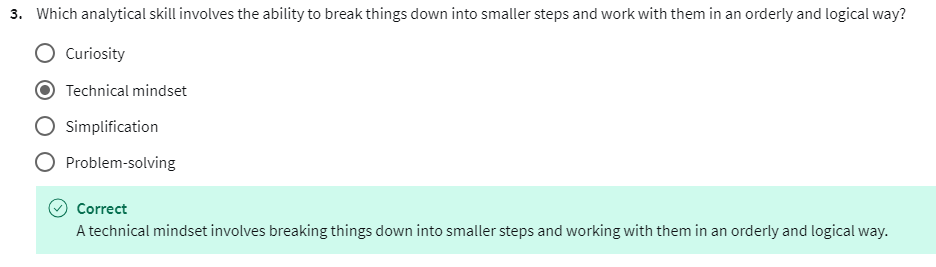 3. Which analytical skill involves the ability to break things down into smaller steps and work with them in an orderly and logical way?
Curiosity
Technical mindset
Simplification
Problem-solving
Correct
A technical mindset involves breaking things down into smaller steps and working with them in an orderly and logical way.